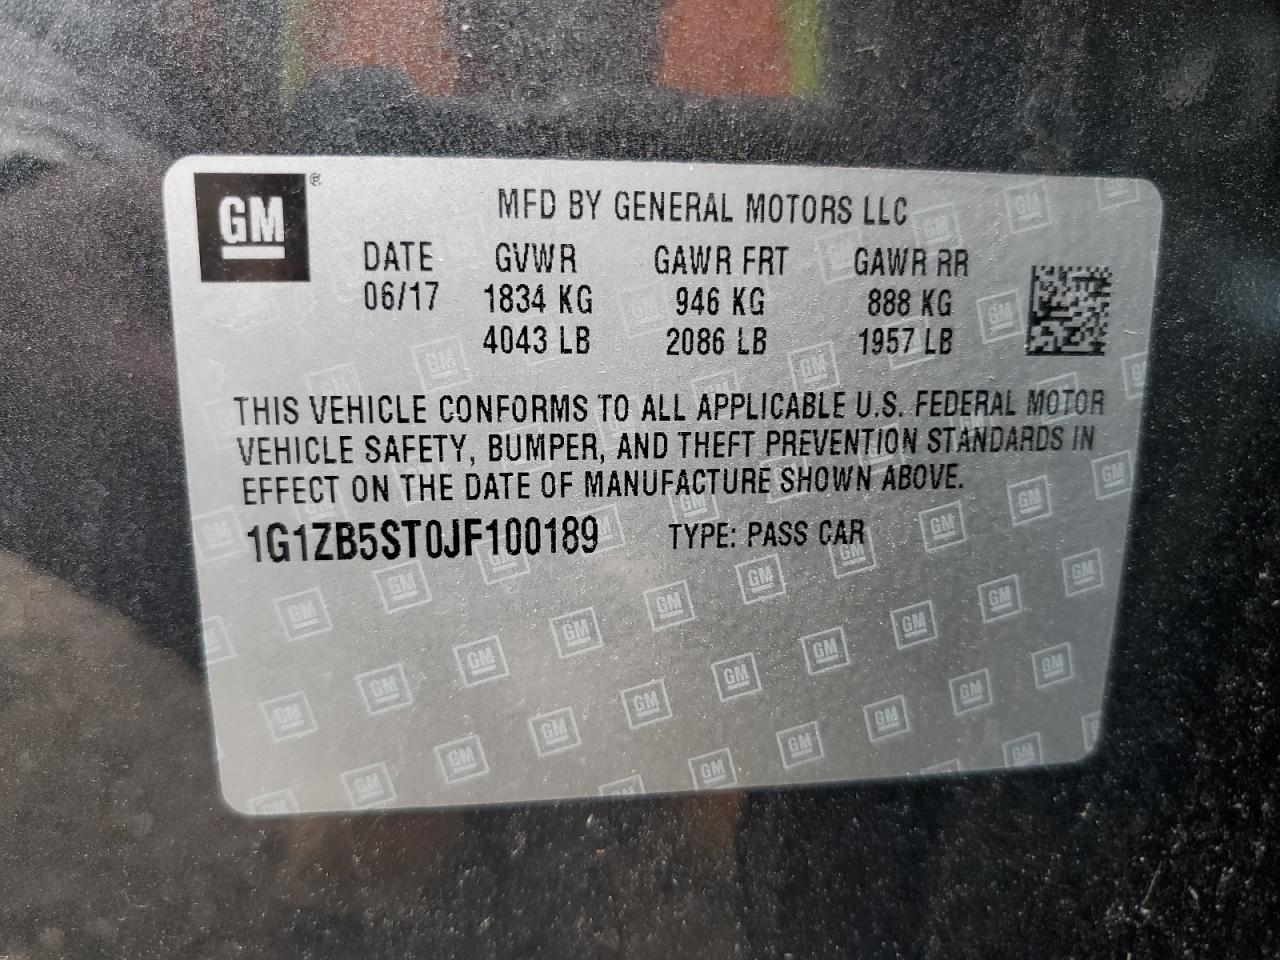 GM ®
MFD BY GENERAL MOTORS LLC
DATE GVWR GAWR FRT GAWR RR
06/17 1834 KG 946 KG 888 KG
4043 LB 2086 LB 1957 LB
THIS VEHICLE CONFORMS TO ALL APPLICABLE U.S. FEDERAL MOTOR
VEHICLE SAFETY, BUMPER, AND THEFT PREVENTION STANDARDS IN
EFFECT ON THE DATE OF MANUFACTURE SHOWN ABOVE.
1G1ZB5ST0JF100189 TYPE: PASS CAR